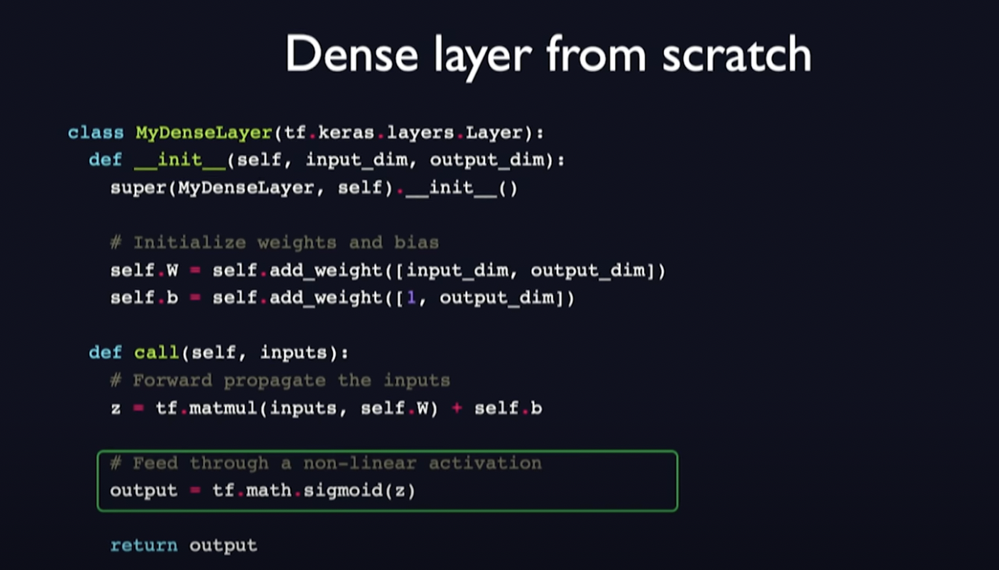 Dense layer from scratch
class MyDenseLayer(tf.keras.layers.Layer):
def __init__(self, input_dim, output_dim):
super(MyDenseLayer, self).__init__()
# Initialize weights and bias
self.W = self.add_weight([input_dim, output_dim])
self.b = self.add_weight([1, output_dim])
def call(self, inputs):
# Forward propagate the inputs
z = tf.matmul(inputs, self.W) + self.b
# Feed through a non-linear activation
output = tf.math.sigmoid(z)
return output